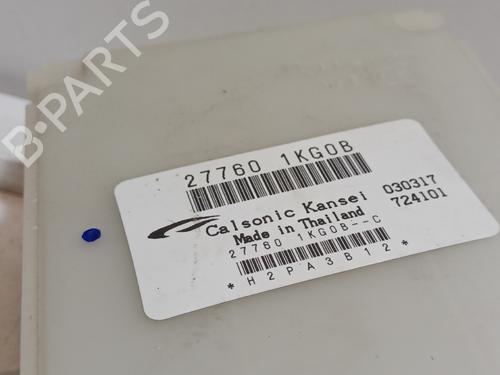 B-PARTS
27760 1KG0B
Calsonic Kansei 030317
Made in Thailand 724101
27760 1KG0B--C
*H2PA3B12*